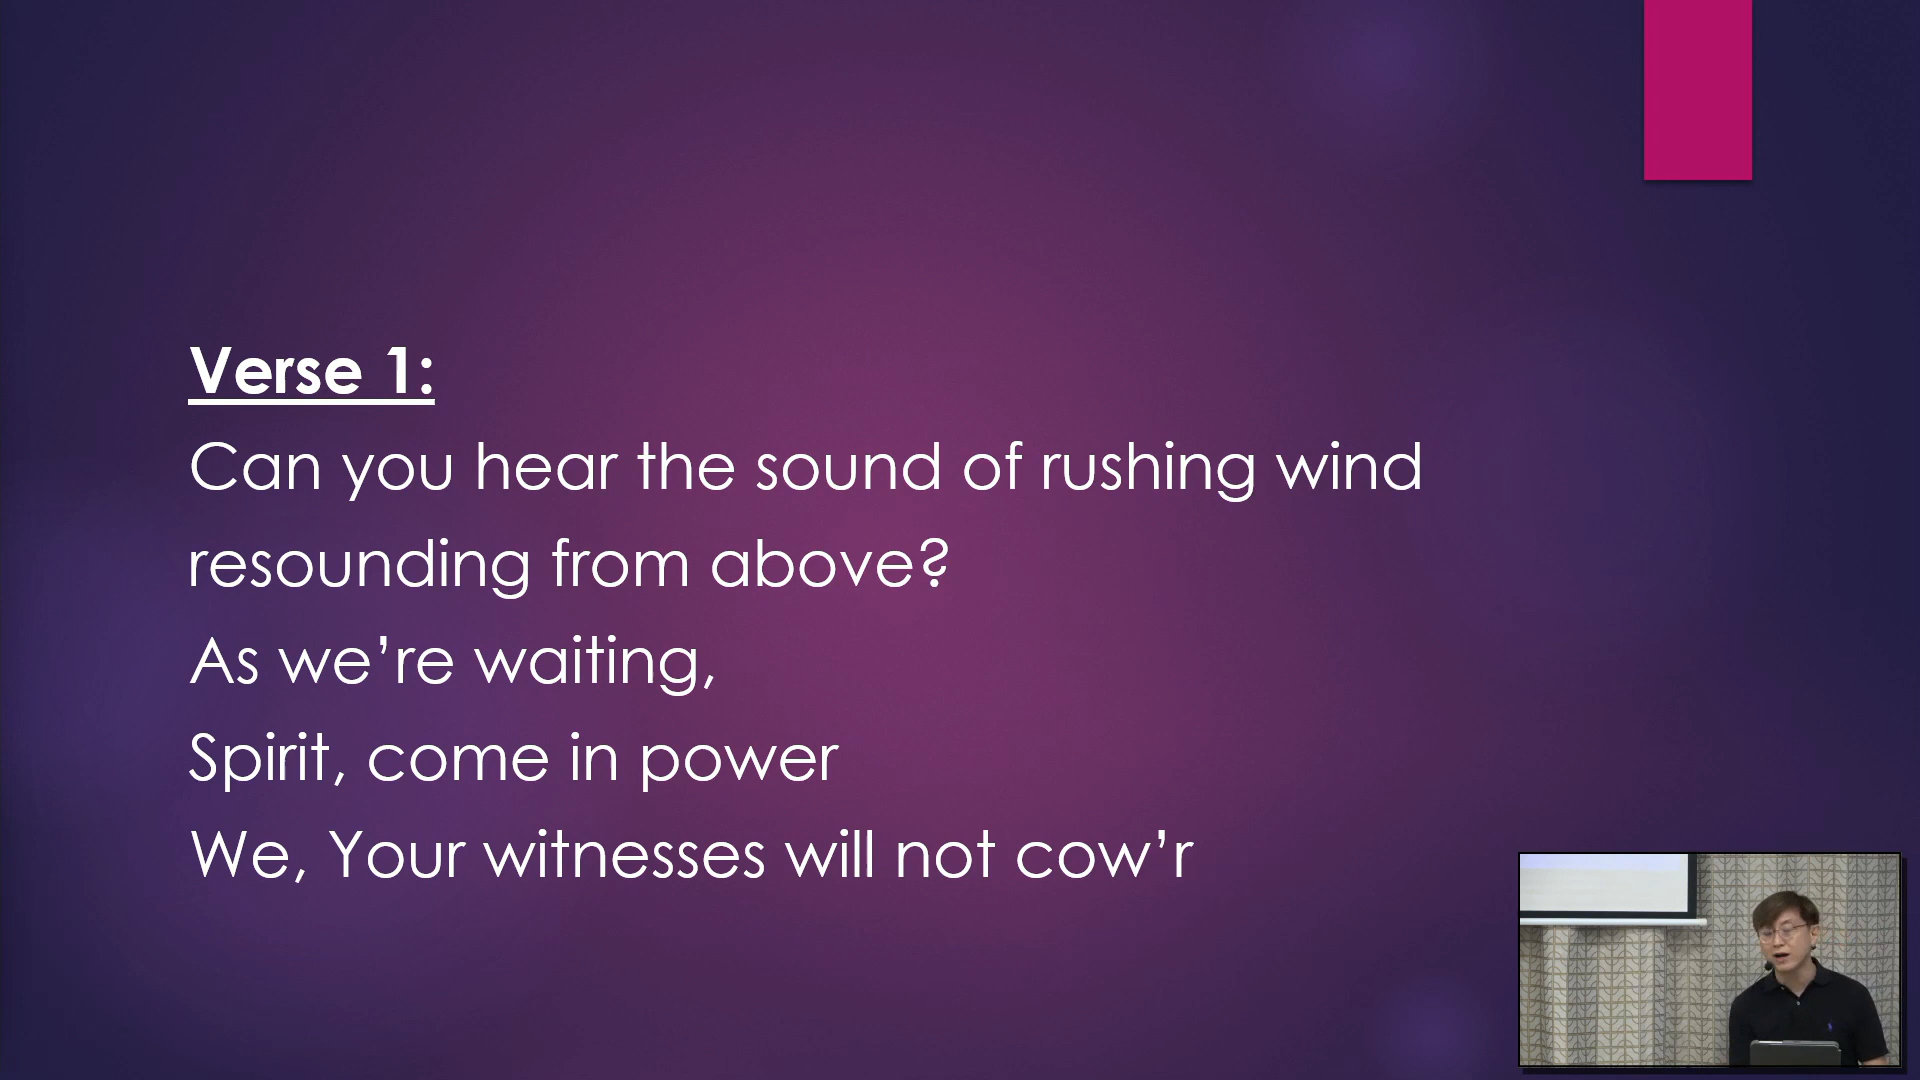 Verse 1:
Can you hear the sound of rushing wind
resounding from above?
As we’re waiting,
Spirit, come in power
We, Your witnesses will not cow’r